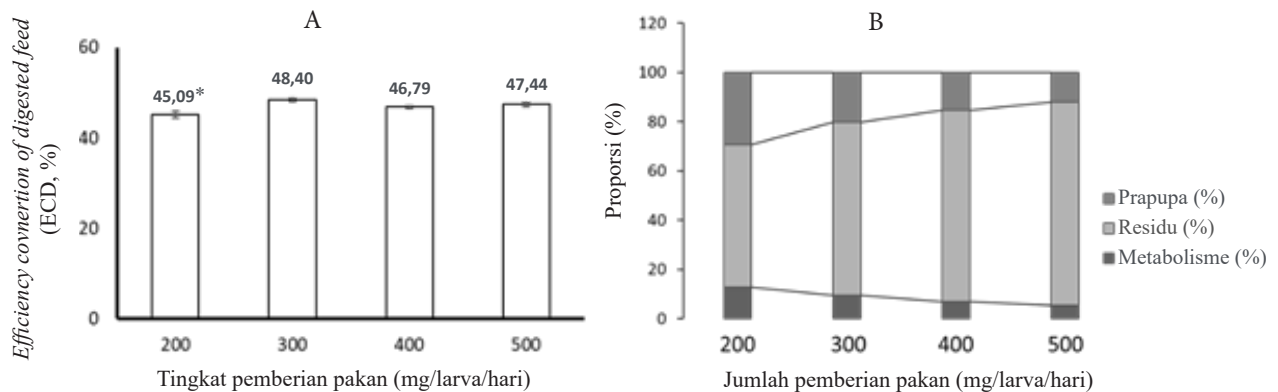 A
Efficiency covnertion of digested feed
(ECD, %)
60
40
20
0
45,09*
48,40
46,79
47,44
200 300 400 500
Tingkat pemberian pakan (mg/larva/hari)
B
Proporsi (%)
120
100
80
60
40
20
0
200 300 400 500
Jumlah pemberian pakan (mg/larva/hari)
Prapupa (%)
Residu (%)
Metabolisme (%)